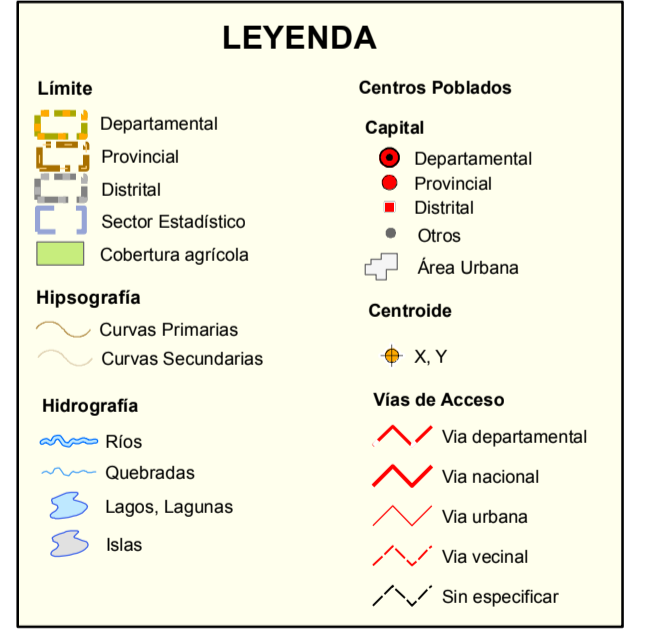 LEYENDA
Límite
Departamental
Provincial
Distrital
Sector Estadístico
Cobertura agrícola
Hipsografía
Curvas Primarias
Curvas Secundarias
Hidrografía
Ríos
Quebradas
Lagos, Lagunas
Islas
Centros Poblados
Capital
Departamental
Provincial
Distrital
Otros
Área Urbana
Centroide
X, Y
Vías de Acceso
Via departamental
Via nacional
Via urbana
Via vecinal
Sin especificar